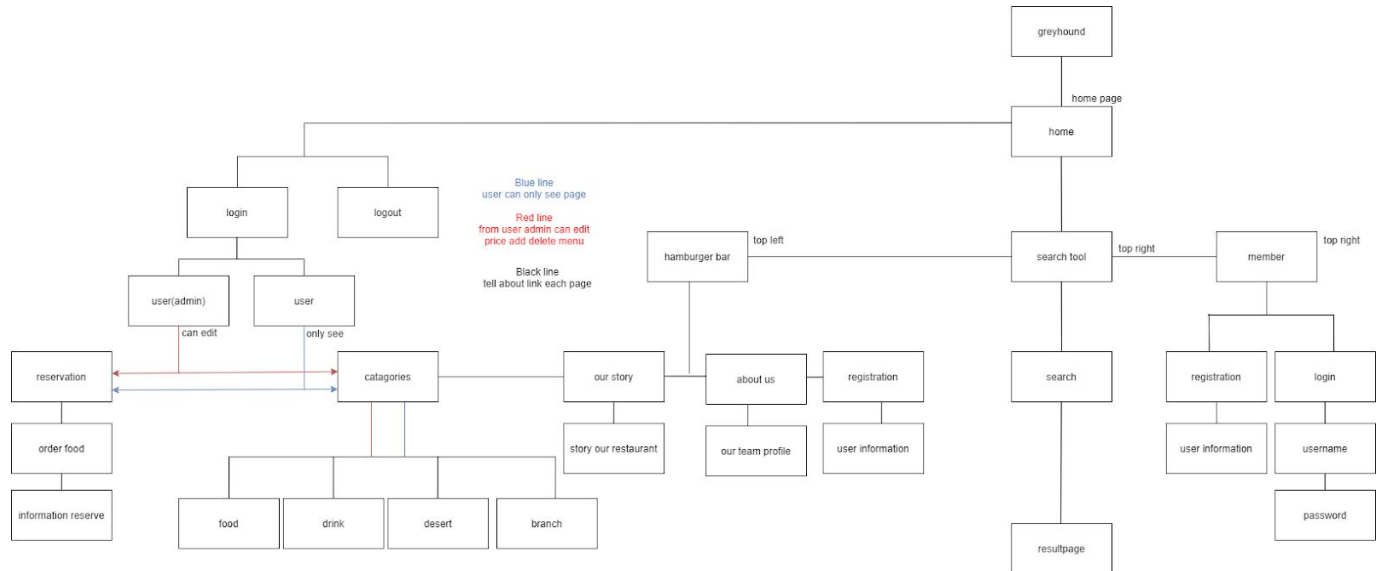 greyhound
home page
home
login
logout
Blue line
user can only see page
Red line
from user admin can edit
price add delete menu
Black line
tell about link each page
hamburger bar
top left
search tool
top right
member
top right
user(admin)
user
can edit
only see
reservation
catagories
our story
about us
registration
search
registration
login
order food
story our restaurant
our team profile
user information
user information
username
information reserve
food
drink
desert
branch
password
resultpage